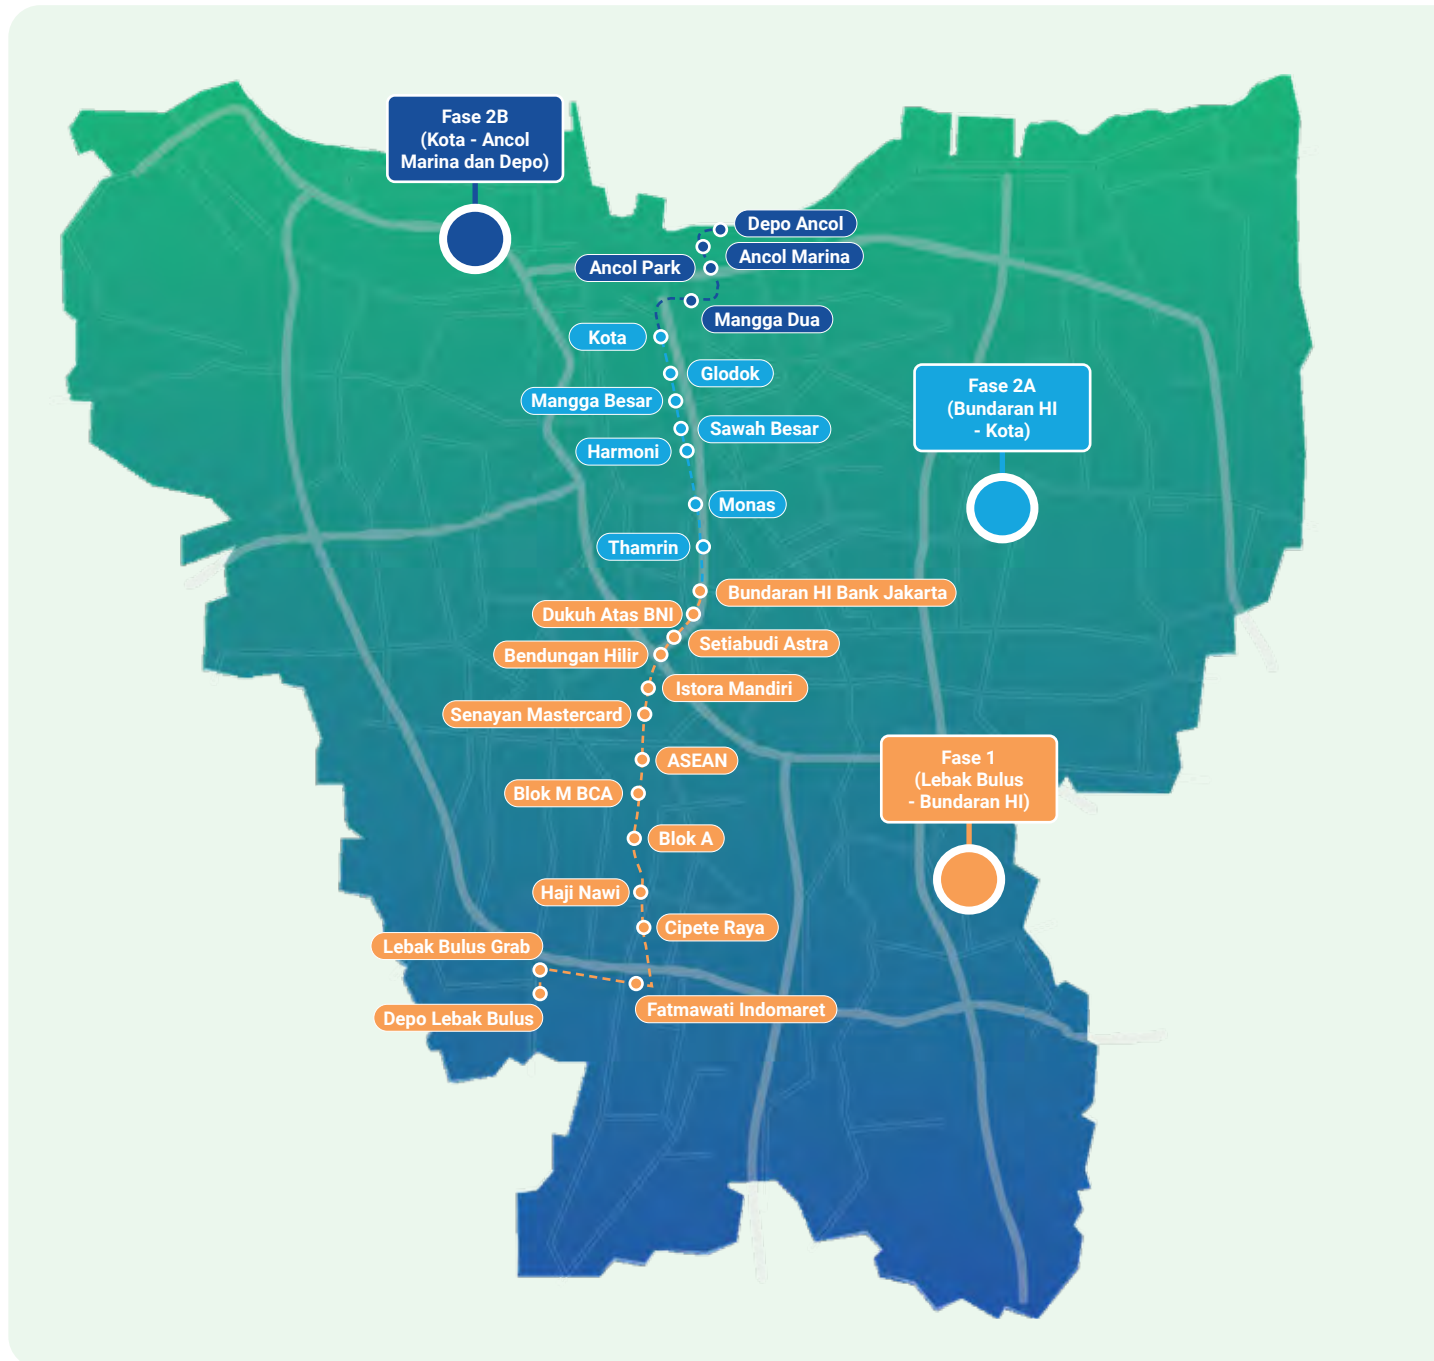 Fase 2B
(Kota - Ancol
Marina dan Depo)
Depo Ancol
Ancol Marina
Ancol Park
Mangga Dua
Kota
Glodok
Mangga Besar
Sawah Besar
Harmoni
Monas
Thamrin
Fase 2A
(Bundaran HI
- Kota)
Bundaran HI Bank Jakarta
Dukuh Atas BNI
Setiabudi Astra
Bendungan Hilir
Istora Mandiri
Senayan Mastercard
ASEAN
Blok M BCA
Blok A
Haji Nawi
Cipete Raya
Lebak Bulus Grab
Depo Lebak Bulus
Fatmawati Indomaret
Fase 1
(Lebak Bulus
- Bundaran HI)